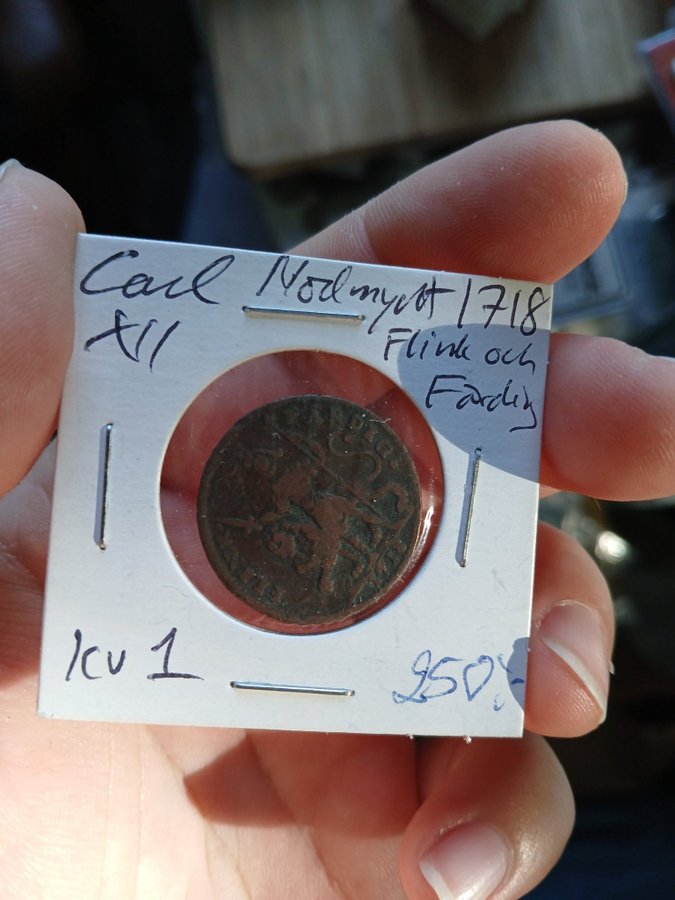 Carl Nödmynt 1718
XII Flink och
Färdig
kv 1 250:-